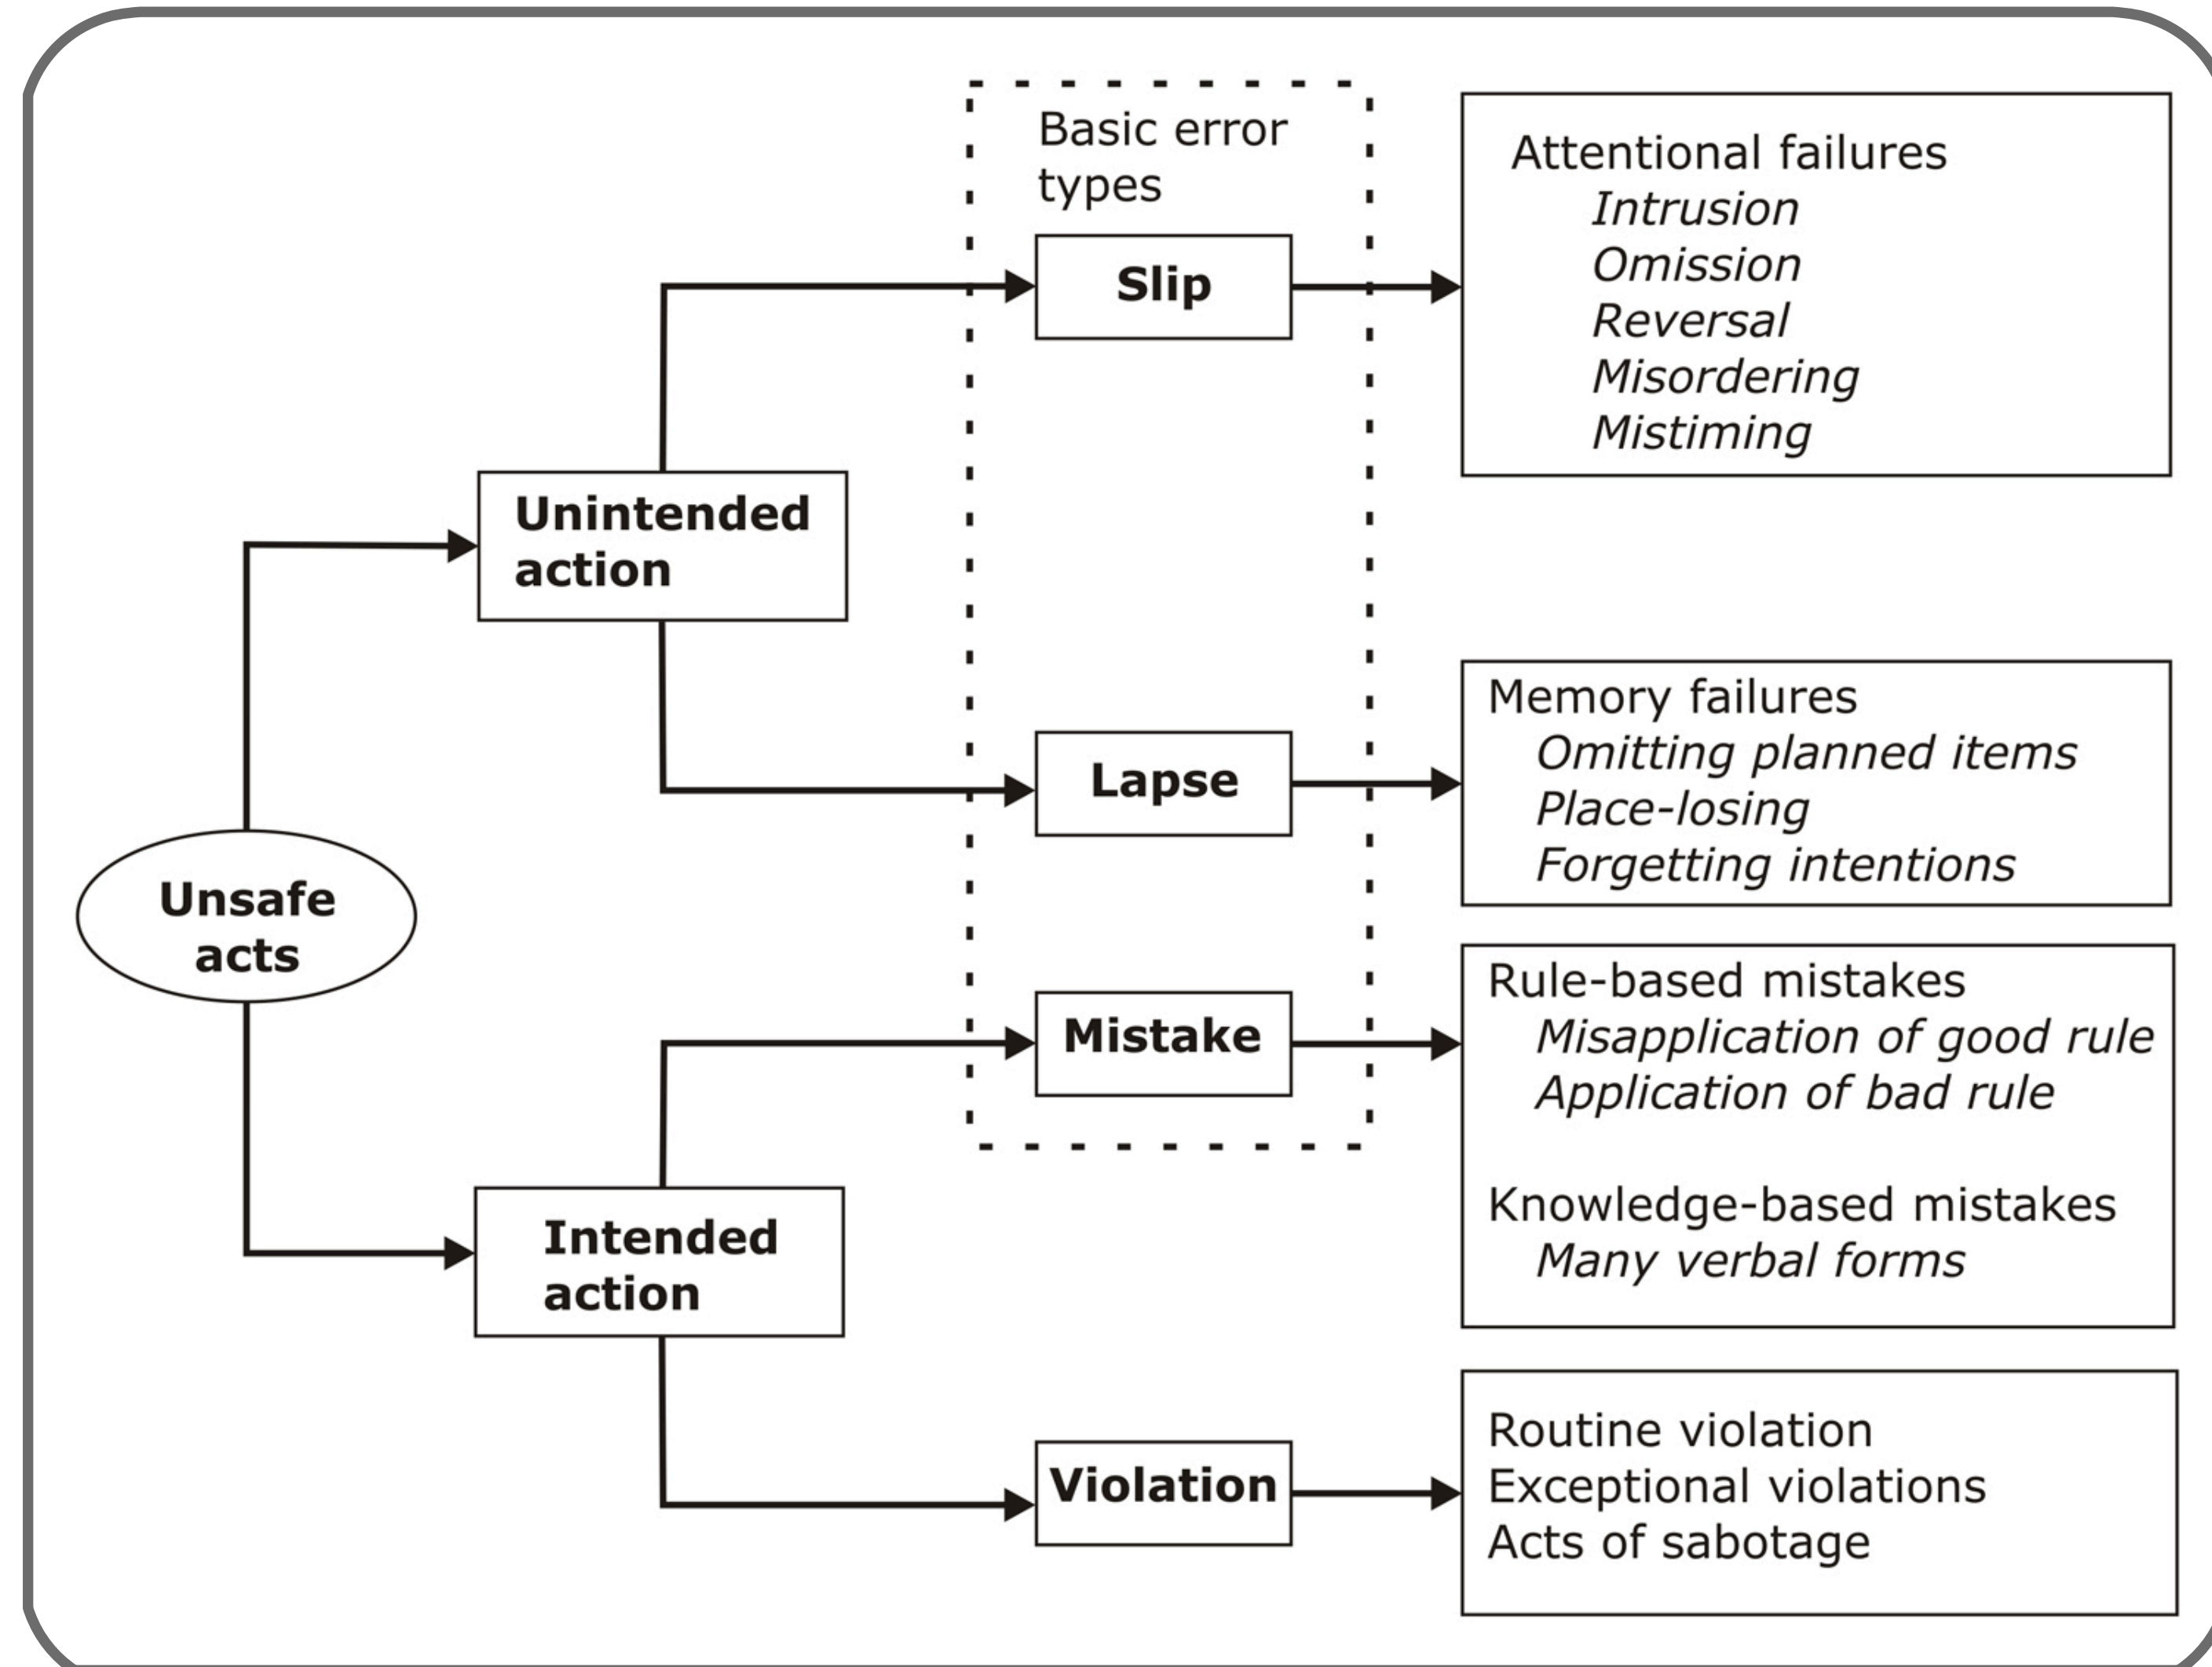 Basic error
types
Slip
Attentional failures
Intrusion
Omission
Reversal
Misordering
Mistiming
Unintended
action
Lapse
Memory failures
Omitting planned items
Place-losing
Forgetting intentions
Unsafe
acts
Mistake
Rule-based mistakes
Misapplication of good rule
Application of bad rule
Knowledge-based mistakes
Many verbal forms
Intended
action
Violation
Routine violation
Exceptional violations
Acts of sabotage